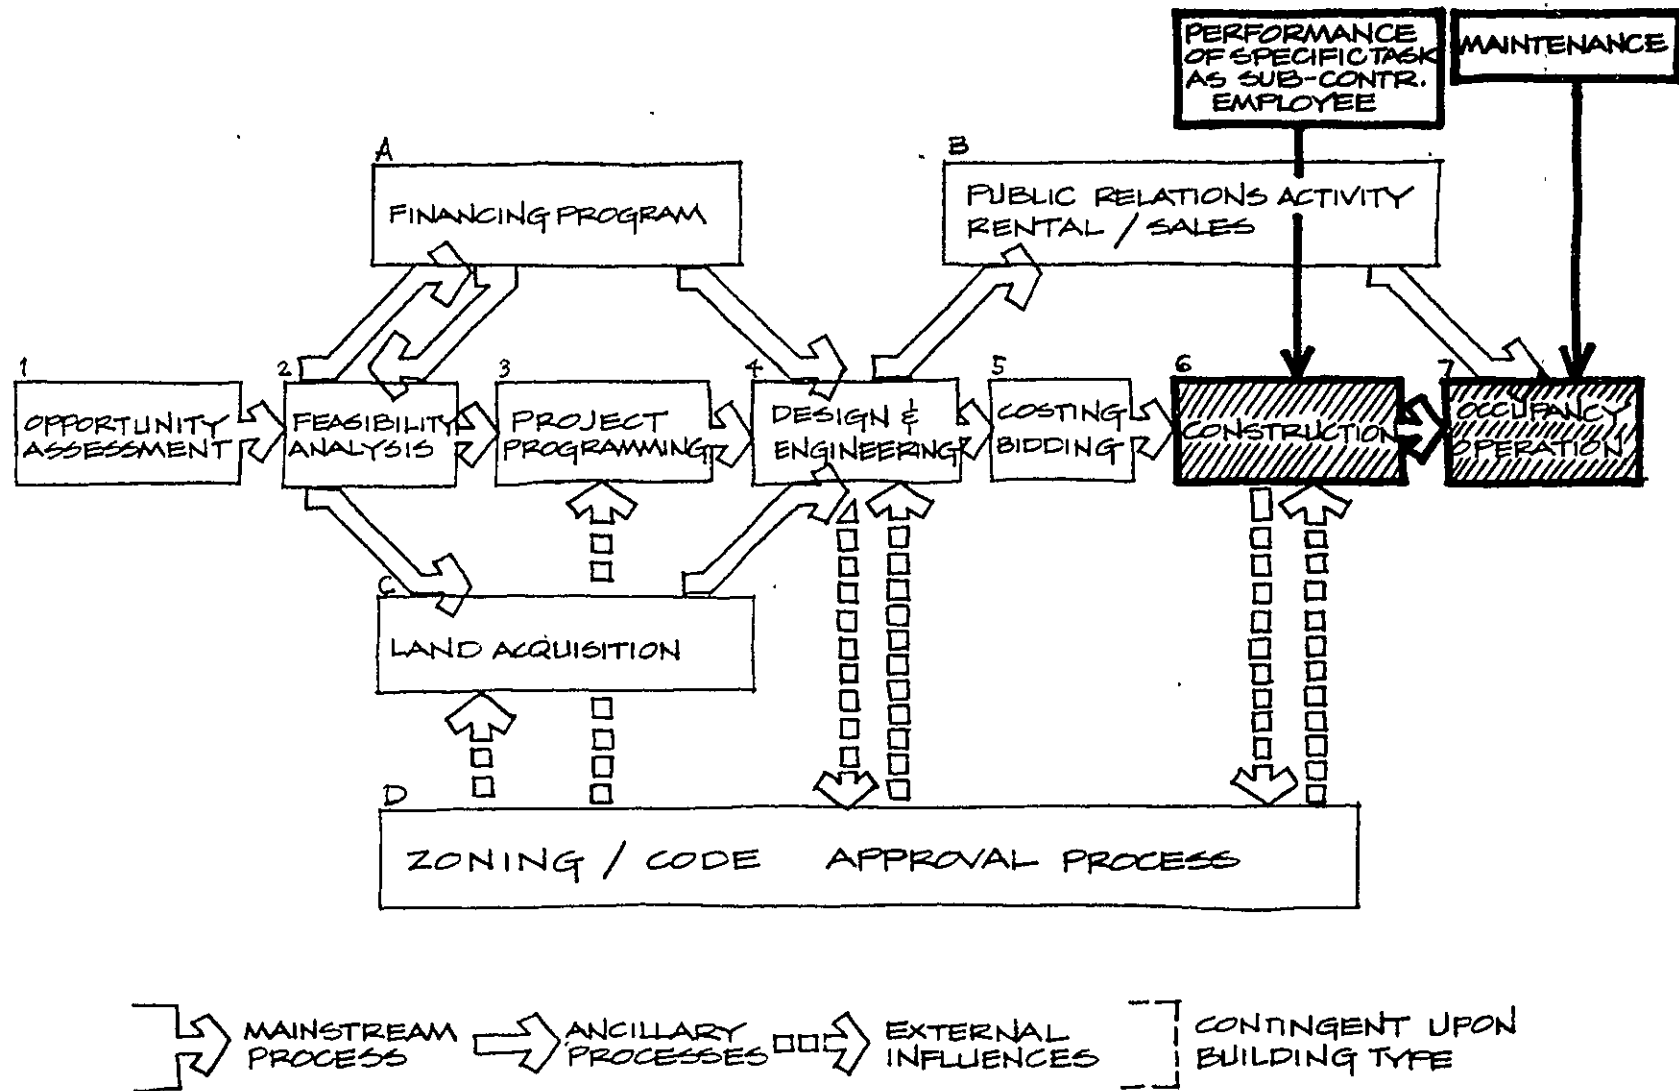 PERFORMANCE
OF SPECIFIC TASK
AS SUB-CONTR.
EMPLOYEE
MAINTENANCE
A
FINANCING PROGRAM
B
PUBLIC RELATIONS ACTIVITY
RENTAL / SALES
1
OPPORTUNITY
ASSESSMENT
2
FEASIBILITY
ANALYSIS
3
PROJECT
PROGRAMMING
4
DESIGN &
ENGINEERING
5
COSTING
BIDDING
6
CONSTRUCTION
7
OCCUPANCY
OPERATION
C
LAND ACQUISITION
D
ZONING / CODE APPROVAL PROCESS
MAINSTREAM
PROCESS
ANCILLARY
PROCESSES
EXTERNAL
INFLUENCES
CONTINGENT UPON
BUILDING TYPE